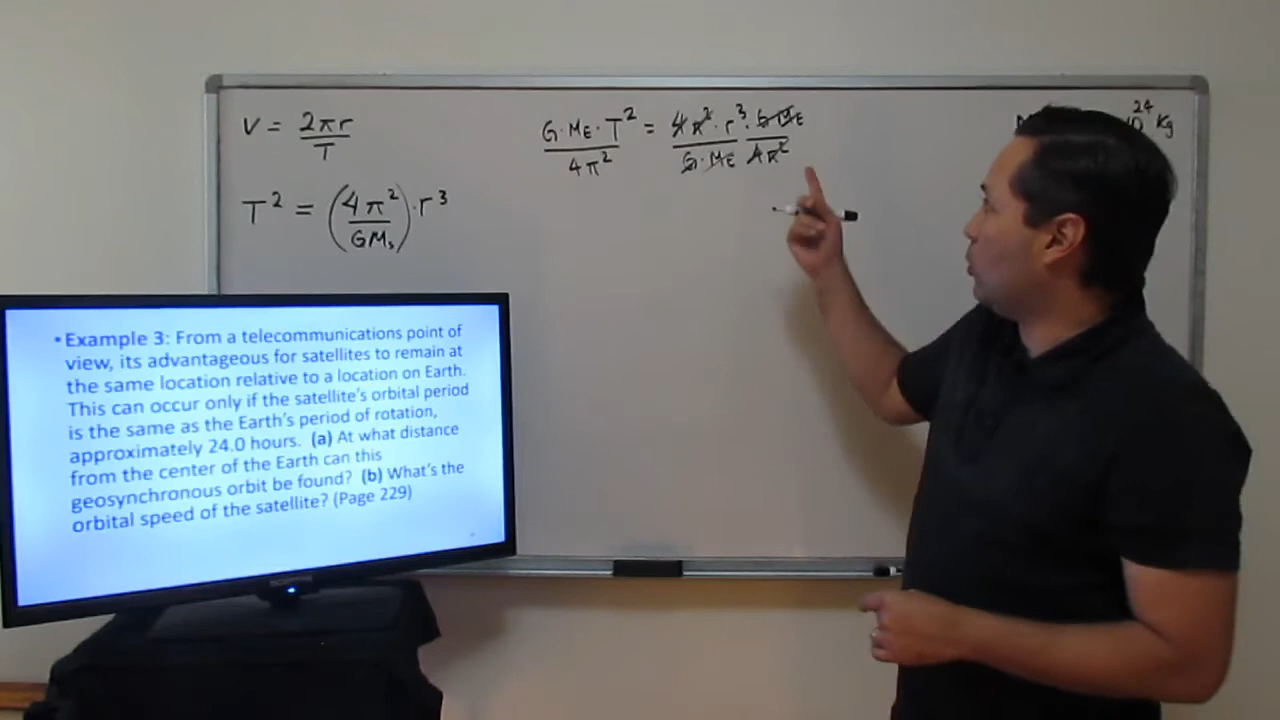 V = 2πr / T
T² = (4π² / GMₛ) · r³
G·M_E·T² / 4π² = 4π²·r³ / G·M_E · G M_E / 4π²
24
Kg
• Example 3: From a telecommunications point of
view, its advantageous for satellites to remain at
the same location relative to a location on Earth.
This can occur only if the satellite's orbital period
is the same as the Earth's period of rotation,
approximately 24.0 hours. (a) At what distance
from the center of the Earth can this
geosynchronous orbit be found? (b) What's the
orbital speed of the satellite? (Page 229)